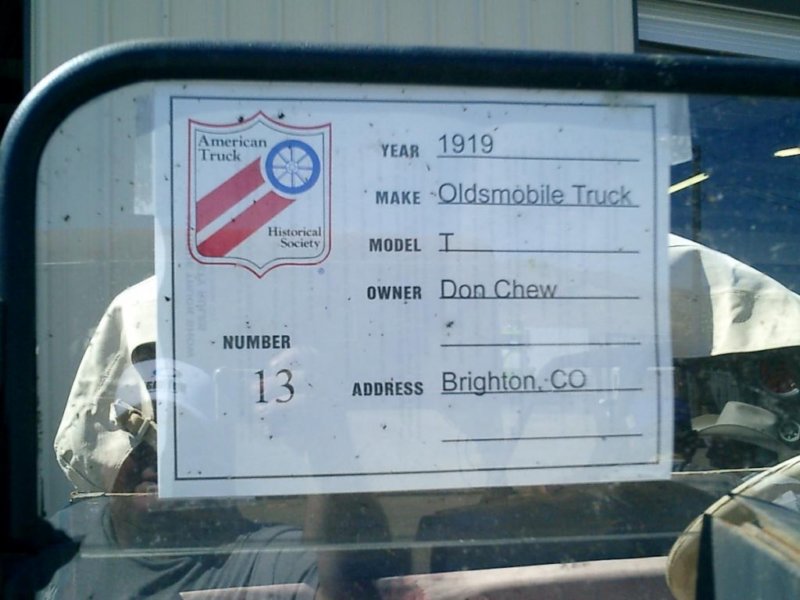 American
Truck
Historical
Society
YEAR 1919
MAKE Oldsmobile Truck
MODEL T
OWNER Don Chew
NUMBER
13
ADDRESS Brighton, CO